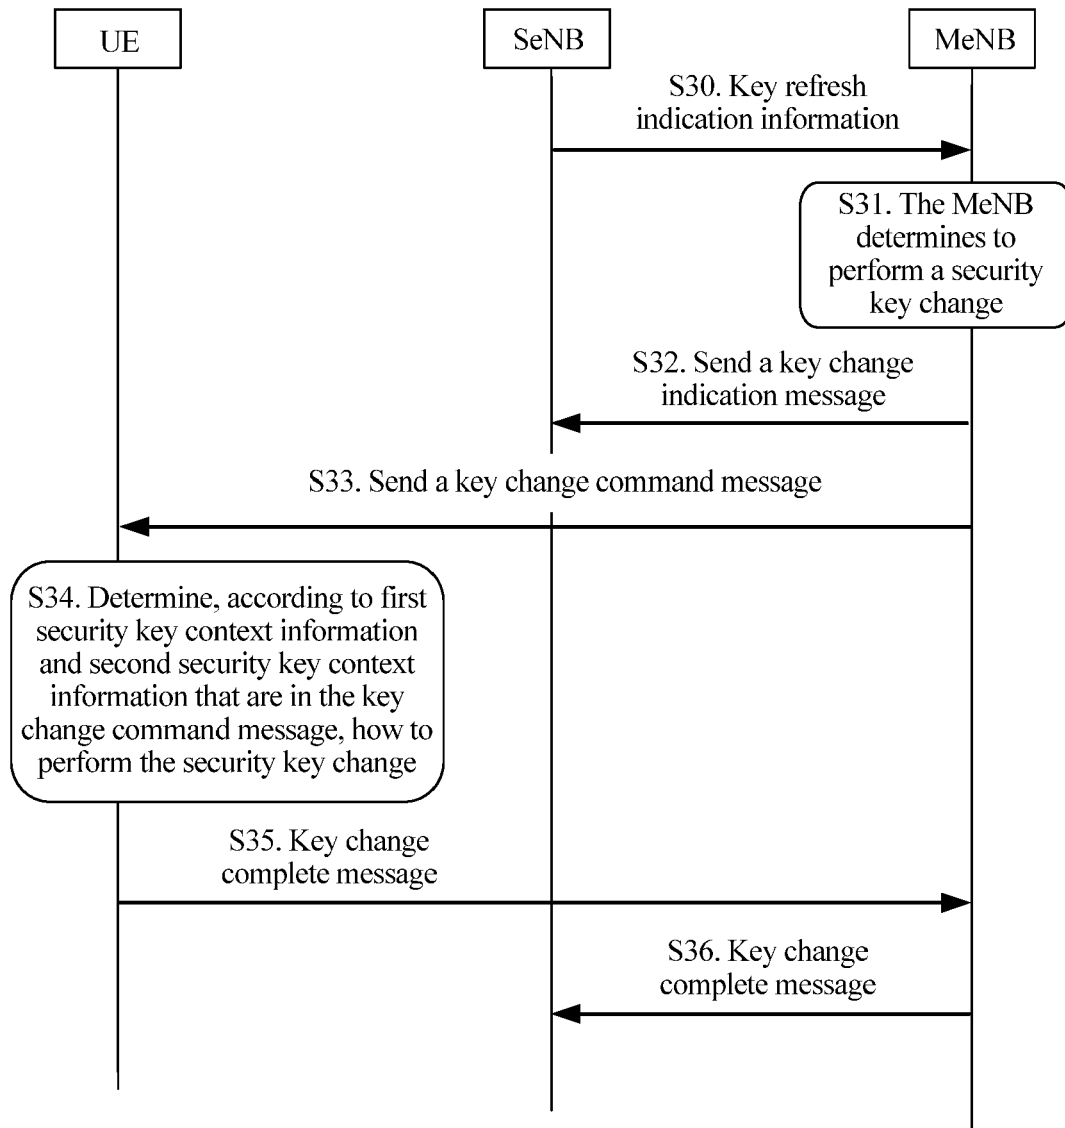 UE
SeNB
MeNB
S30. Key refresh
indication information
S31. The MeNB
determines to
perform a security
key change
S32. Send a key change
indication message
S33. Send a key change command message
S34. Determine, according to first
security key context information
and second security key context
information that are in the key
change command message, how to
perform the security key change
S35. Key change
complete message
S36. Key change
complete message